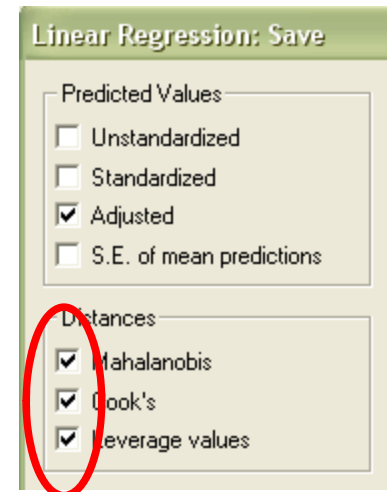 Linear Regression: Save
Predicted Values
Unstandardized
Standardized
Adjusted
S.E. of mean predictions
Distances
Mahalanobis
Cook's
Leverage values